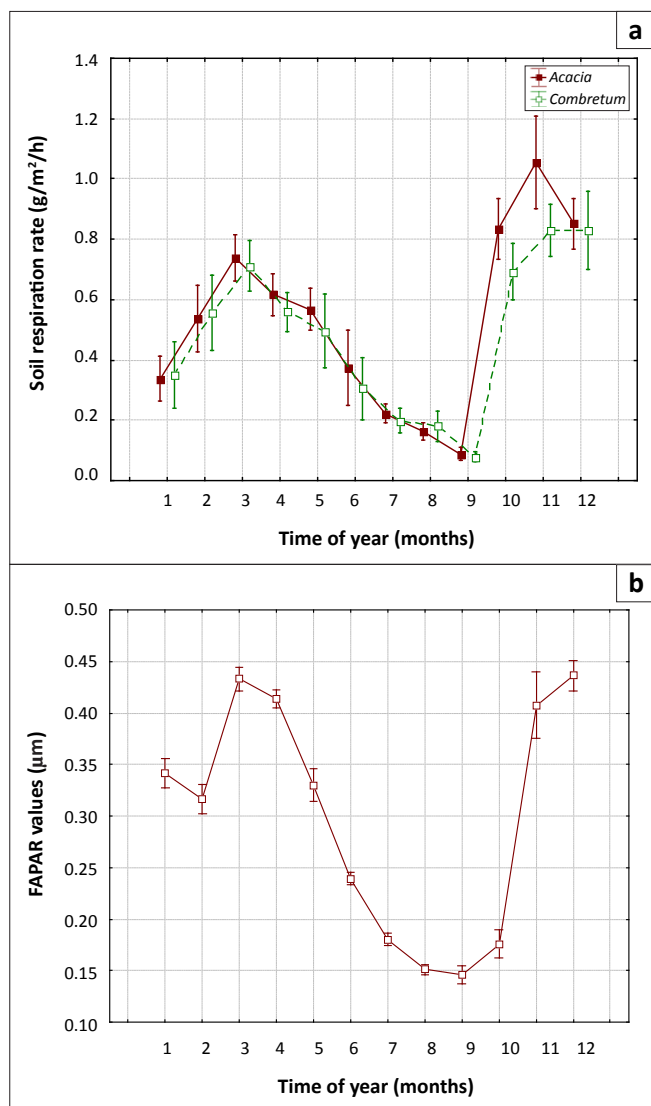 a
1.4
1.2
1.0
0.8
0.6
0.4
0.2
0.0
Soil respiration rate (g/m²/h)
Acacia
Combretum
1 2 3 4 5 6 7 8 9 10 11 12
Time of year (months)
b
0.50
0.45
0.40
0.35
0.30
0.25
0.20
0.15
0.10
FAPAR values (μm)
1 2 3 4 5 6 7 8 9 10 11 12
Time of year (months)